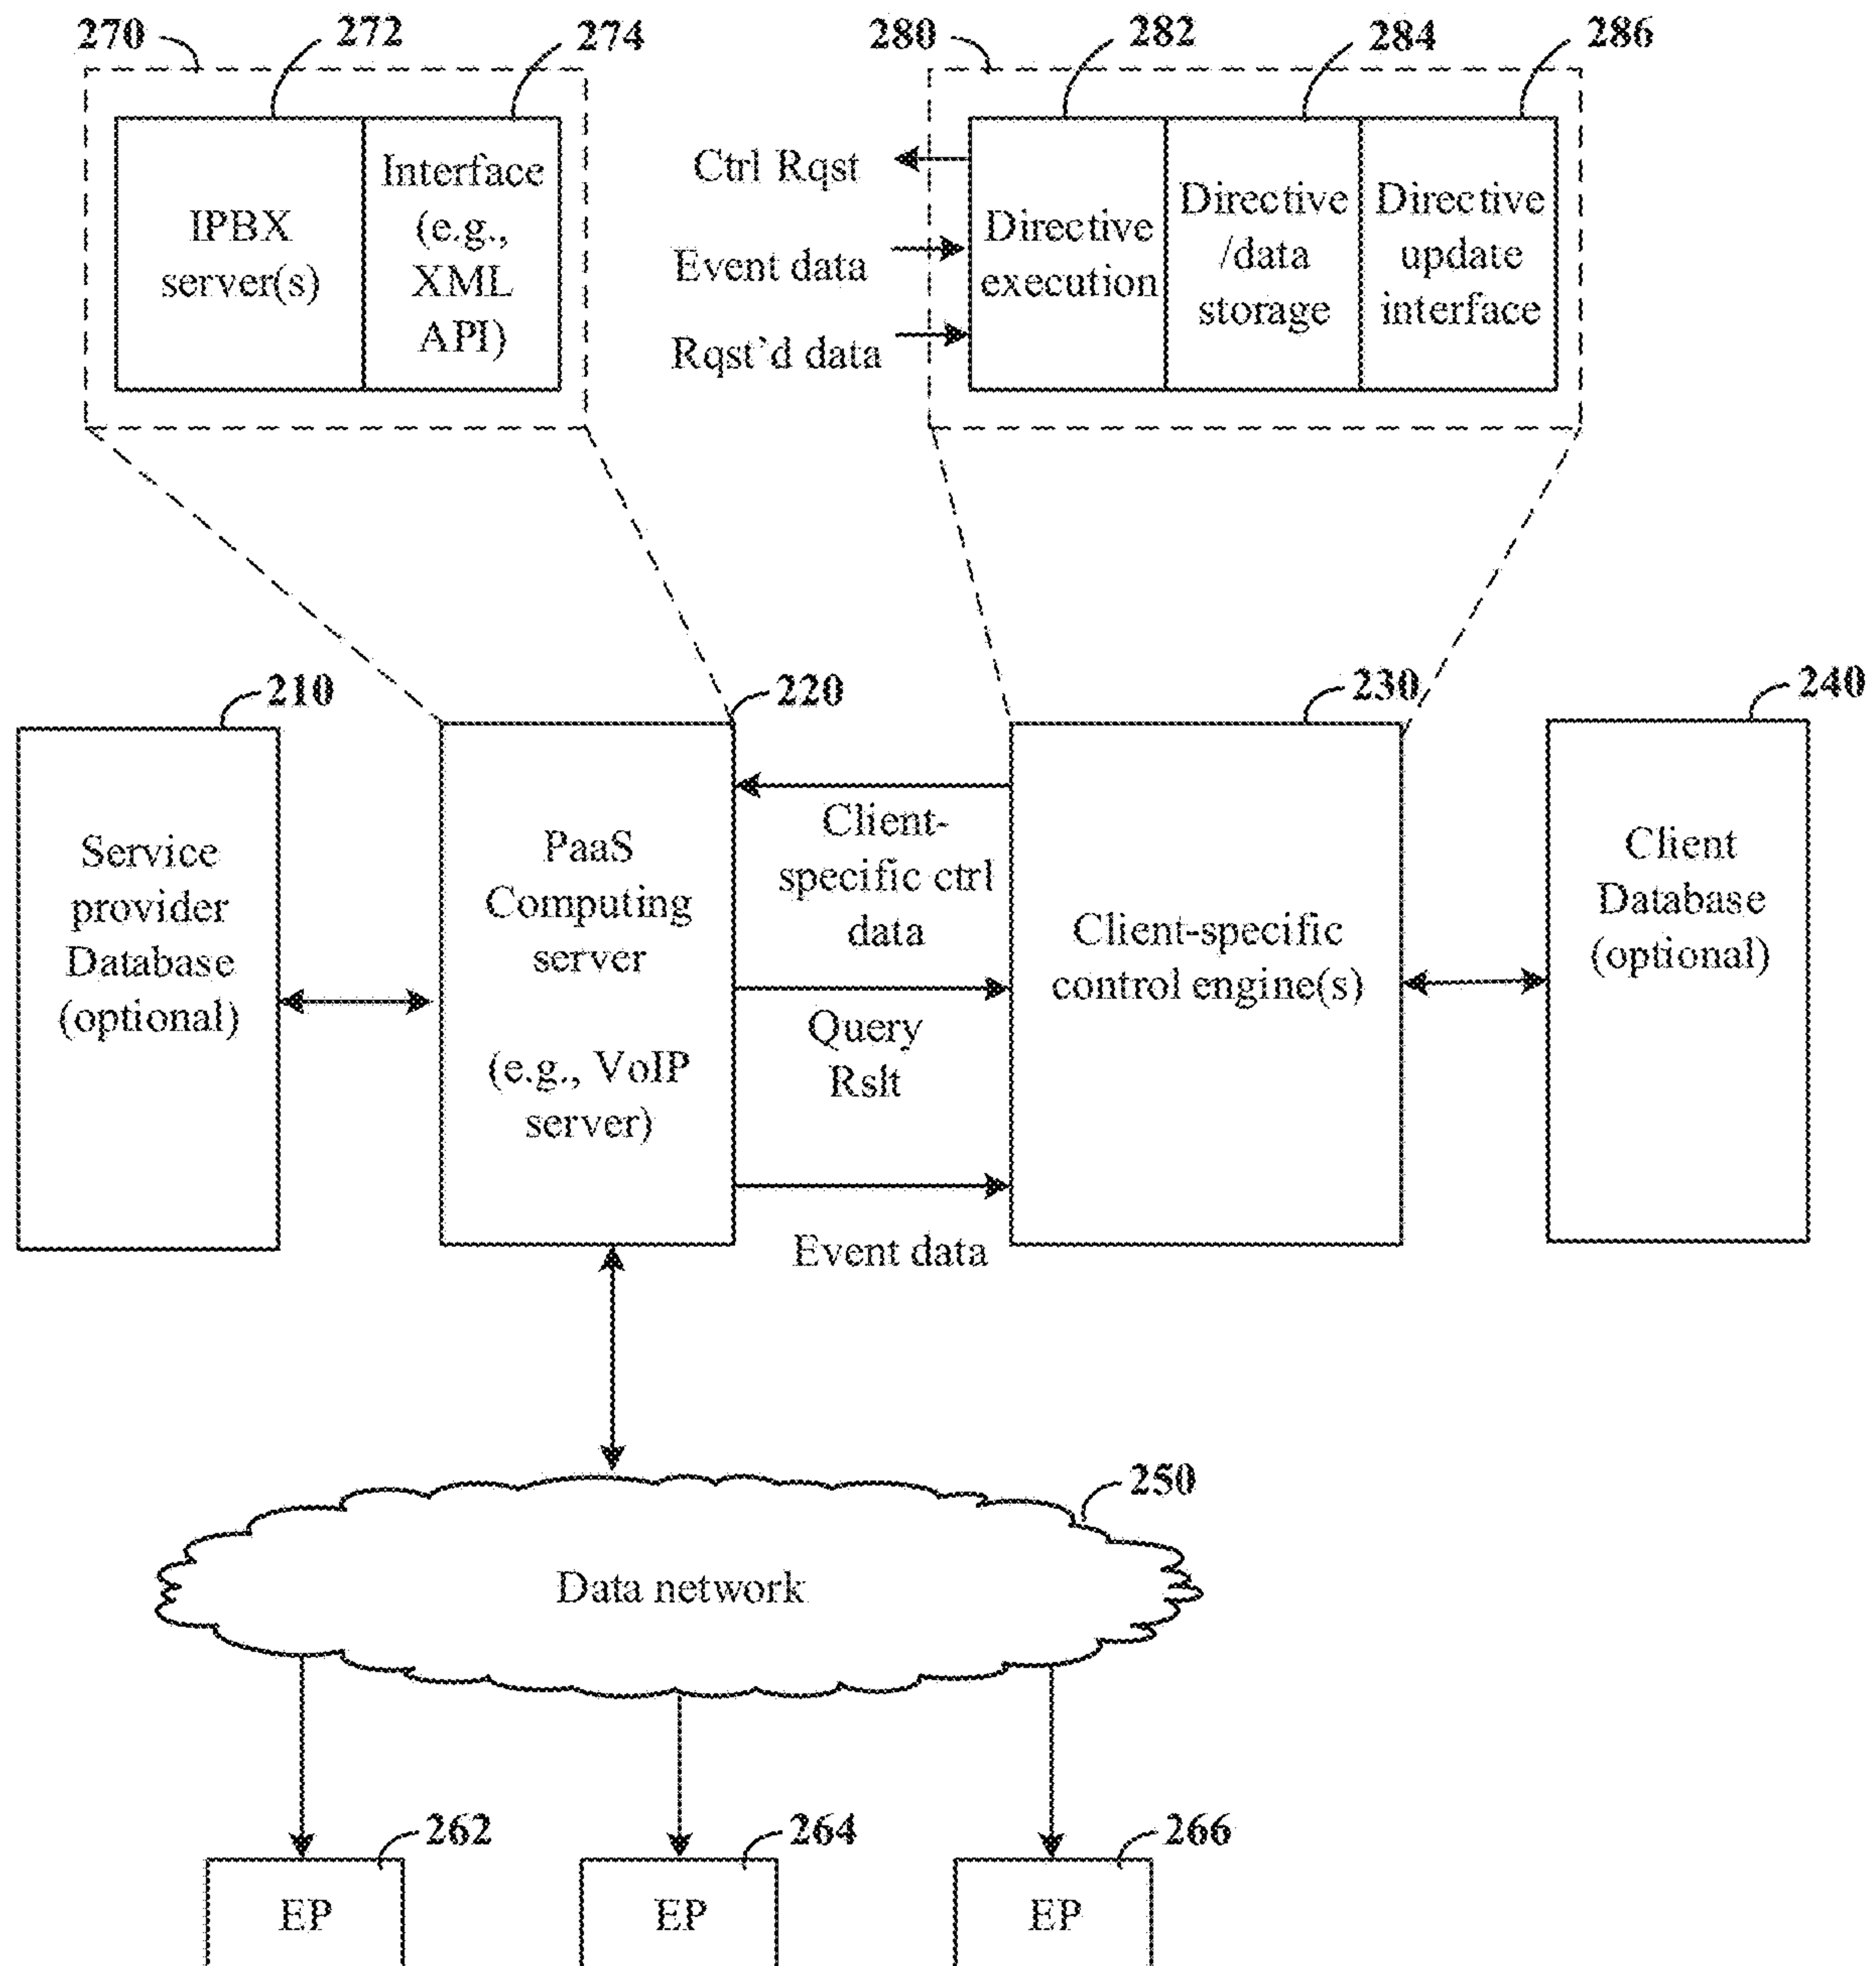 270
272
274
280
282
284
286
IPBX
server(s)
Interface
(e.g.,
XML
API)
Ctrl Rqst
Event data
Rqst'd data
Directive
execution
Directive
/data
storage
Directive
update
interface
210
220
230
240
Service
provider
Database
(optional)
PaaS
Computing
server
(e.g., VoIP
server)
Client-
specific ctrl
data
Query
Rslt
Event data
Client-specific
control engine(s)
Client
Database
(optional)
250
Data network
262
264
266
EP
EP
EP